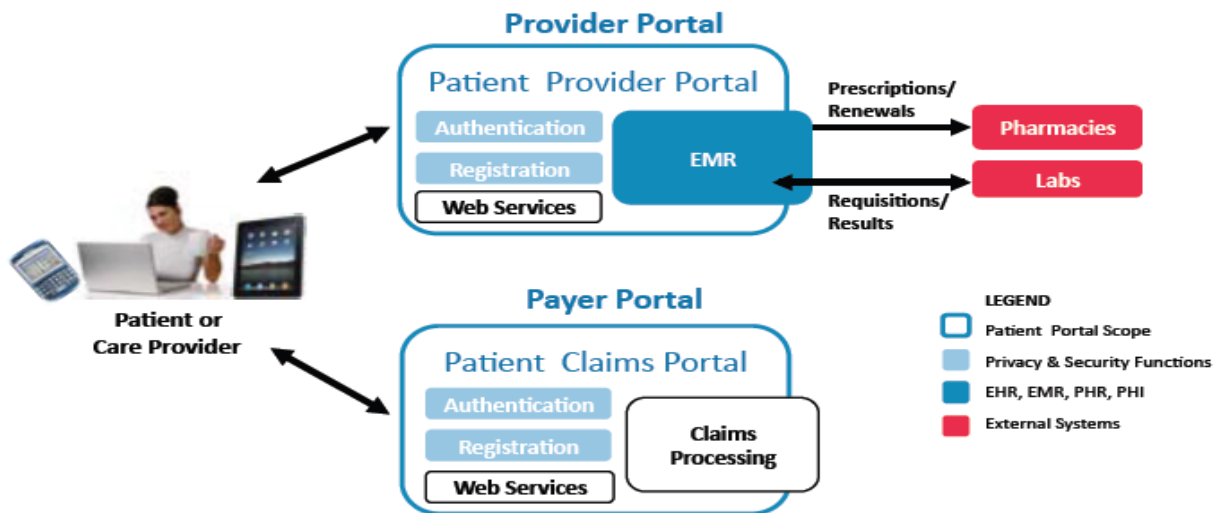 Provider Portal
Patient Provider Portal
Authentication
Registration
Web Services
EMR
Prescriptions/
Renewals
Pharmacies
Labs
Requisitions/
Results
Patient or
Care Provider
Payer Portal
Patient Claims Portal
Authentication
Registration
Web Services
Claims
Processing
LEGEND
Patient Portal Scope
Privacy & Security Functions
EHR, EMR, PHR, PHI
External Systems